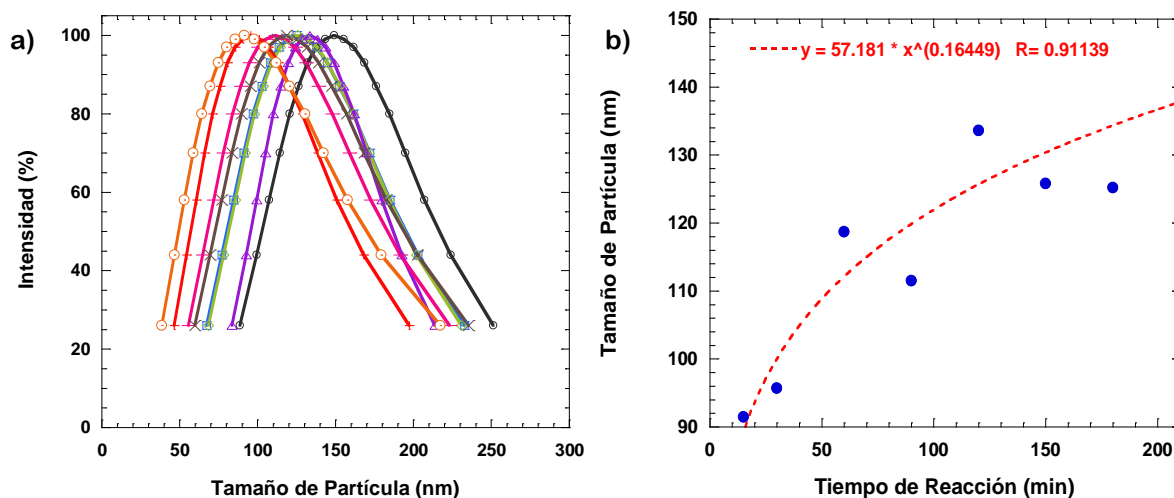 a)
Intensidad (%)
100
80
60
40
20
0
0 50 100 150 200 250 300
Tamaño de Partícula (nm)
b)
Tamaño de Partícula (nm)
y = 57.181 * x^(0.16449) R= 0.91139
150
140
130
120
110
100
90
0 50 100 150 200
Tiempo de Reacción (min)